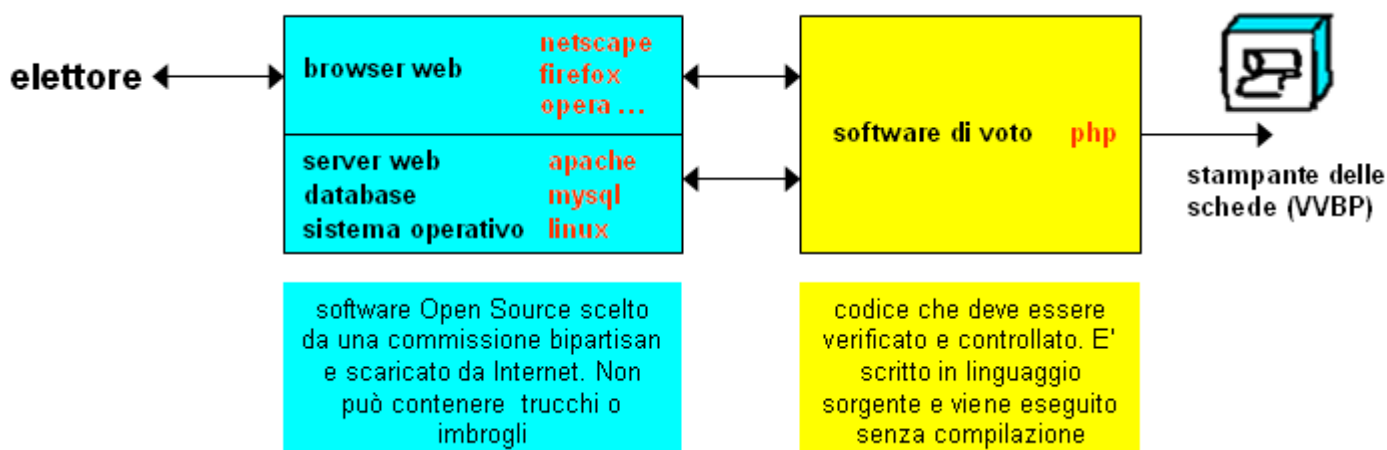 elettore
browser web
netscape
firefox
opera ...
server web apache
database mysql
sistema operativo linux
software di voto php
stampante delle
schede (VVBP)
software Open Source scelto
da una commissione bipartisan
e scaricato da Internet. Non
può contenere trucchi o
imbrogli
codice che deve essere
verificato e controllato. E'
scritto in linguaggio
sorgente e viene eseguito
senza compilazione